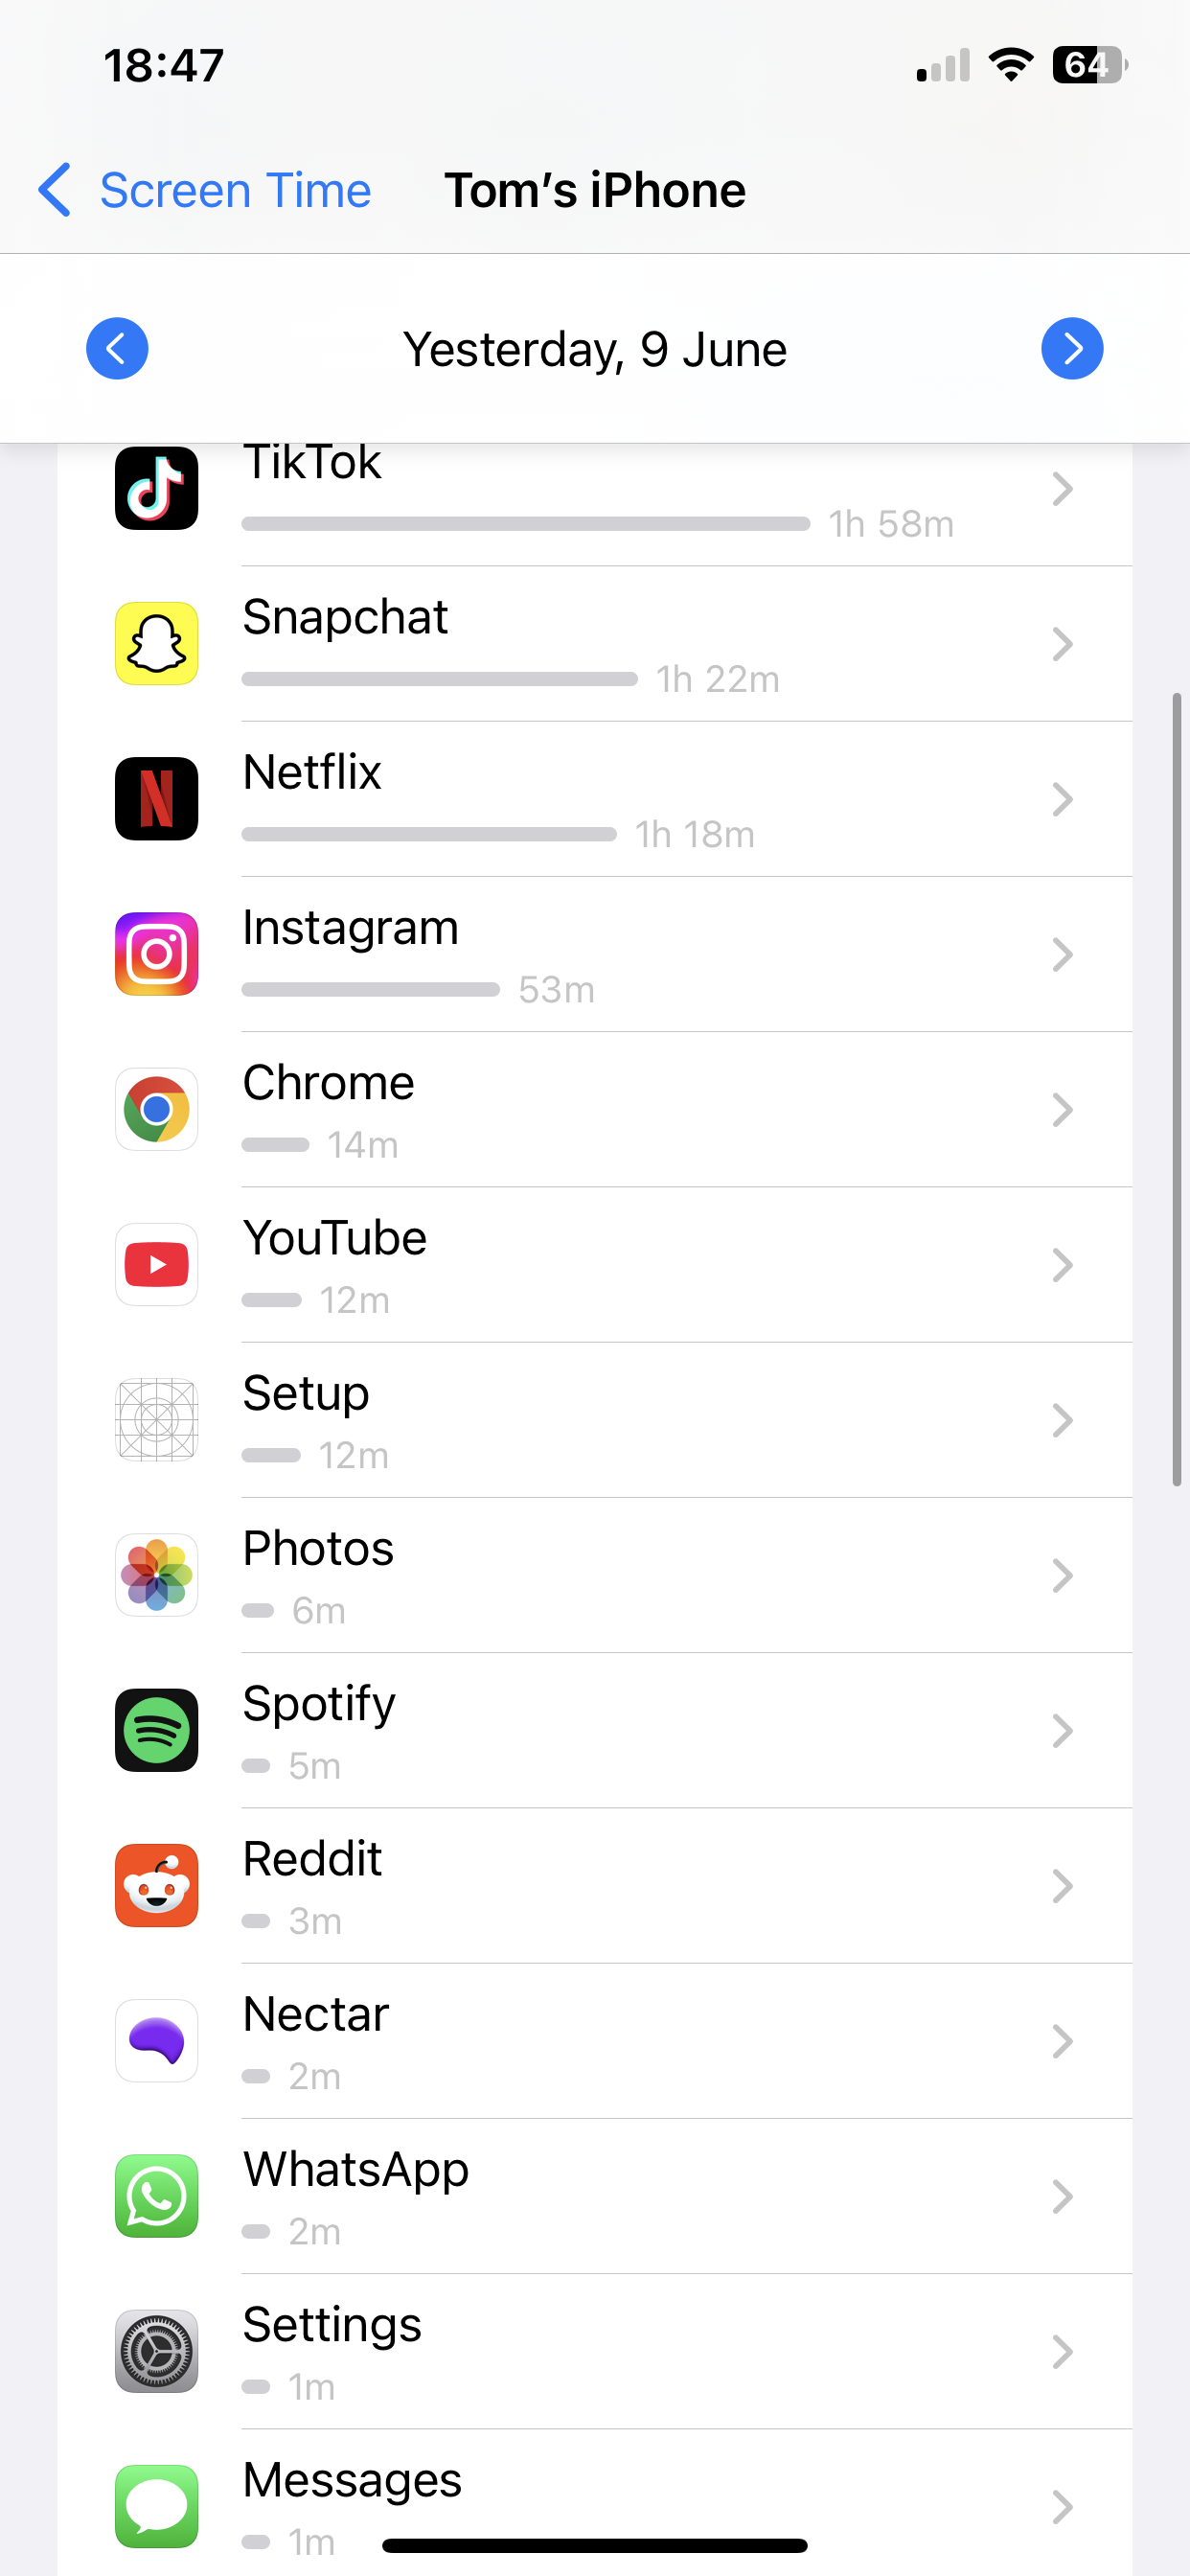 18:47
64
Screen Time
Tom’s iPhone
Yesterday, 9 June
TikTok
1h 58m
Snapchat
1h 22m
Netflix
1h 18m
Instagram
53m
Chrome
14m
YouTube
12m
Setup
12m
Photos
6m
Spotify
5m
Reddit
3m
Nectar
2m
WhatsApp
2m
Settings
1m
Messages
1m